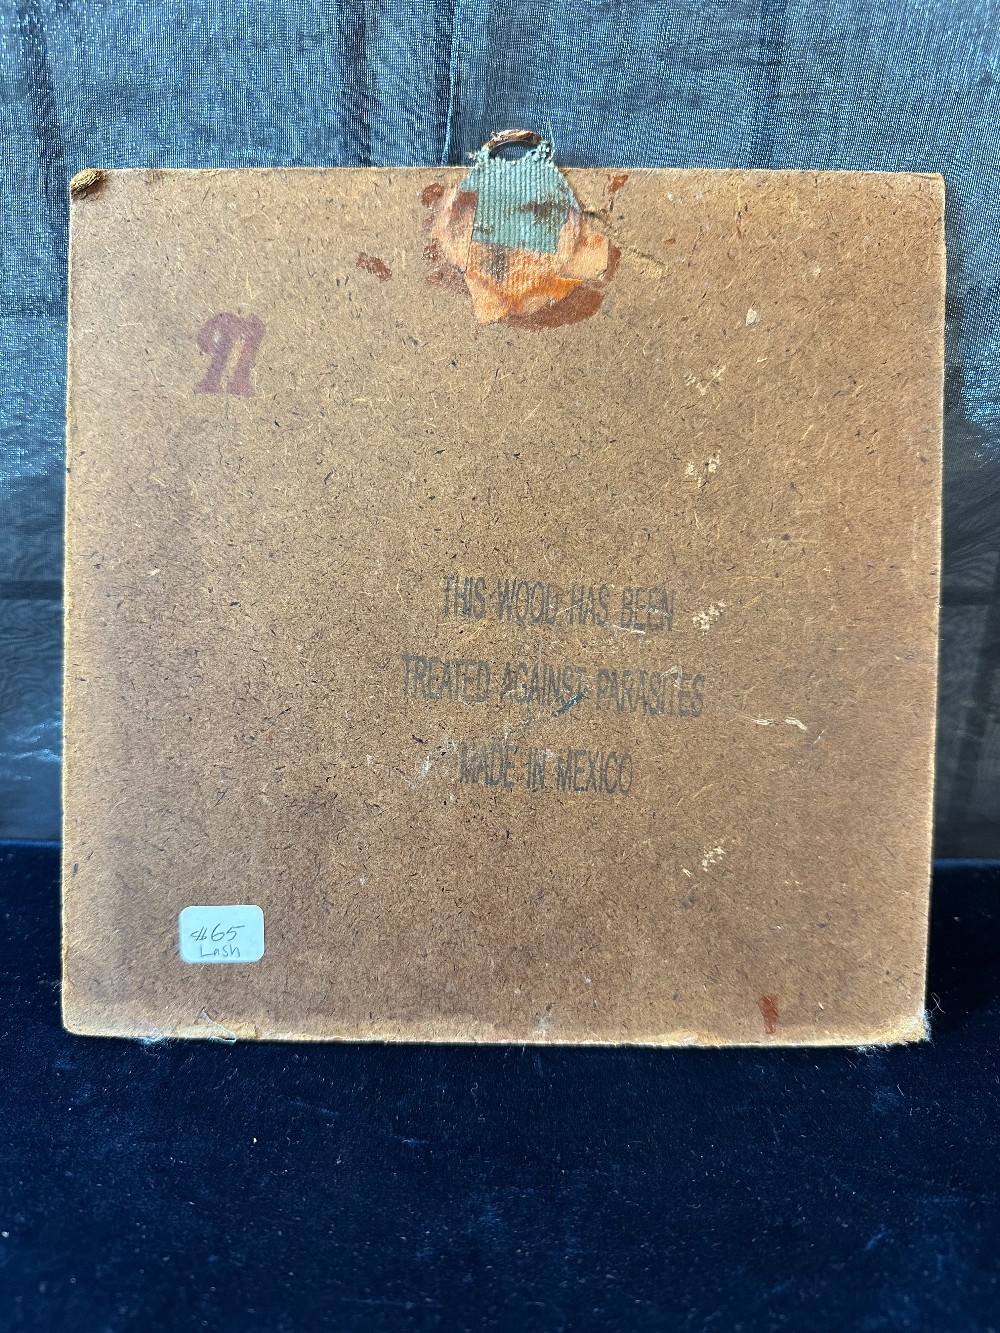 THIS WOOD HAS BEEN
TREATED AGAINST PARASITES
MADE IN MEXICO
#65
LASH